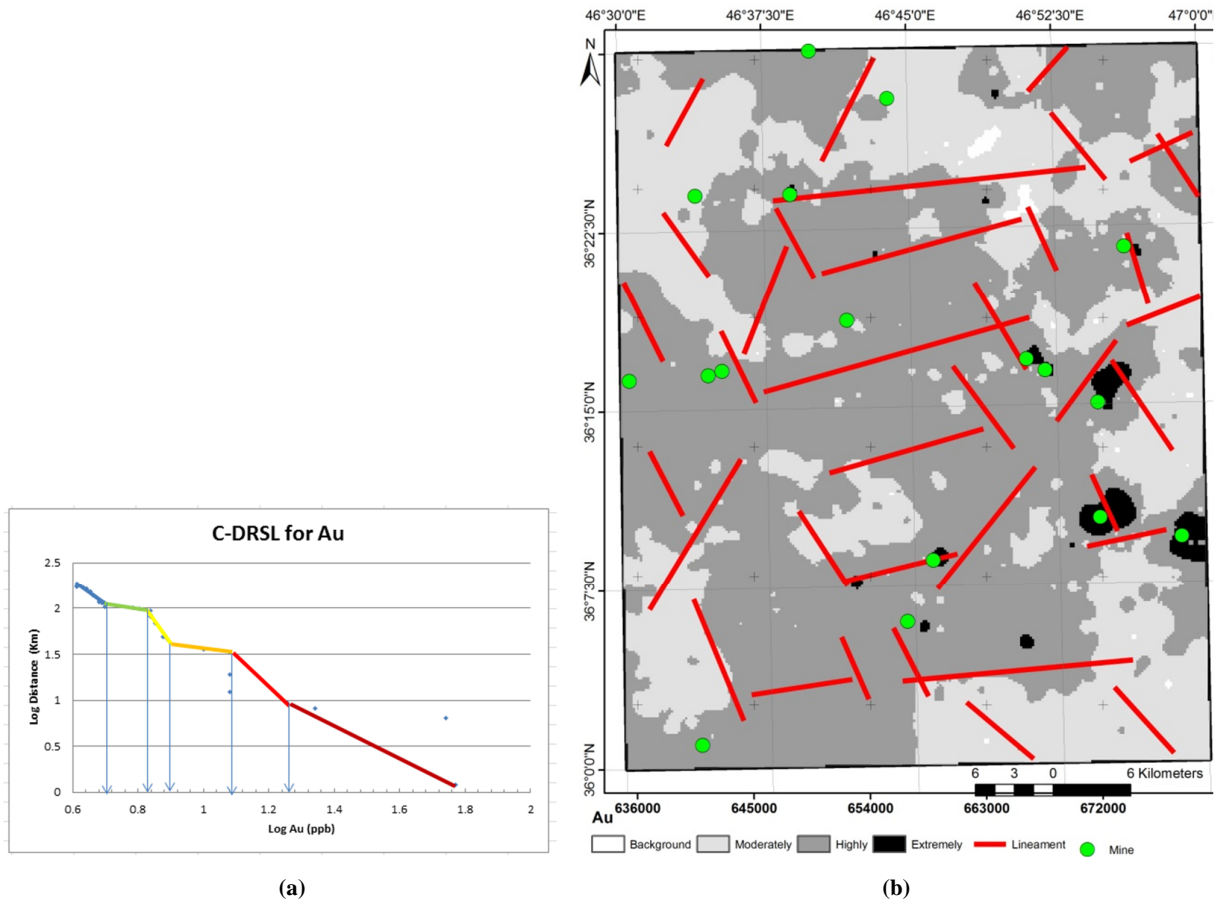 C-DRSL for Au
Log Distance (Km)
2.5
2
1.5
1
0.5
0
0.6 0.8 1 1.2 1.4 1.6 1.8 2
Log Au (ppb)
(a)
46°30'0"E 46°37'30"E 46°45'0"E 46°52'30"E 47°0'0"E
N
36°22'30"N
36°15'0"N
36°7'30"N
36°0'0"N
6 3 0 6 Kilometers
636000 645000 654000 663000 672000
Au
Background Moderately Highly Extremely Lineament Mine
(b)